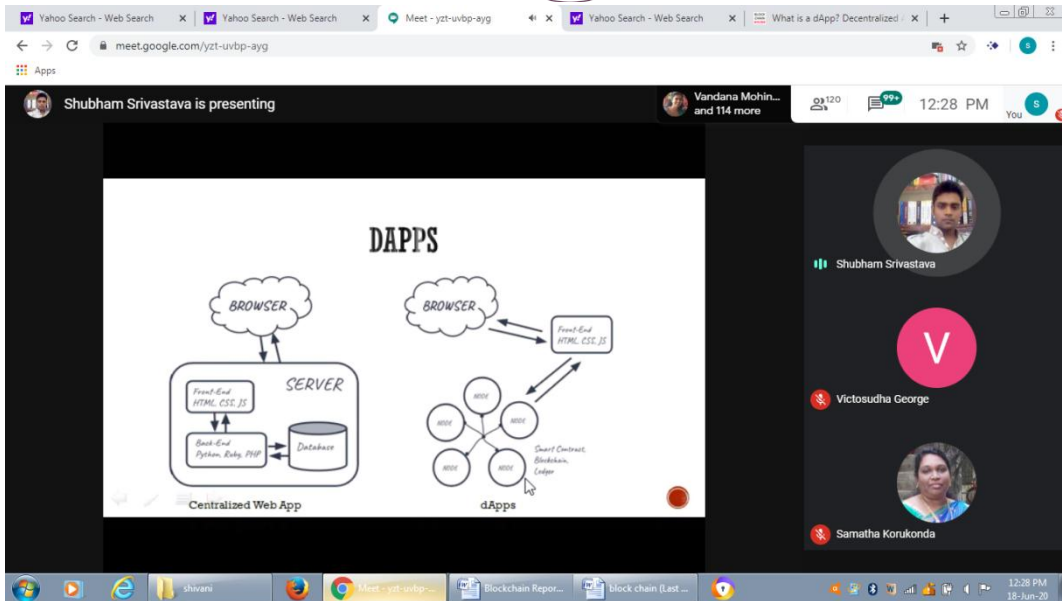 Yahoo Search - Web Search
Yahoo Search - Web Search
Meet - yzt-uvbp-ayg
Yahoo Search - Web Search
What is a dApp? Decentralized
meet.google.com/yzt-uvbp-ayg
S
Apps
Shubham Srivastava is presenting
Vandana Mohin...
and 114 more
120
99+
12:28 PM
You
S
DAPPS
BROWSER
SERVER
Front-End
HTML, CSS, JS
Back-End
Python, Ruby, PHP
Database
Centralized Web App
BROWSER
Front-End
HTML, CSS, JS
NODE
NODE
NODE
NODE
NODE
Smart Contract,
Blockchain,
Ledger
dApps
Shubham Srivastava
V
Victosudha George
Samatha Korukonda
shivani
Meet - yzt-uvbp-...
Blockchain Repor...
block chain (Last ...
12:28 PM
18-Jun-20